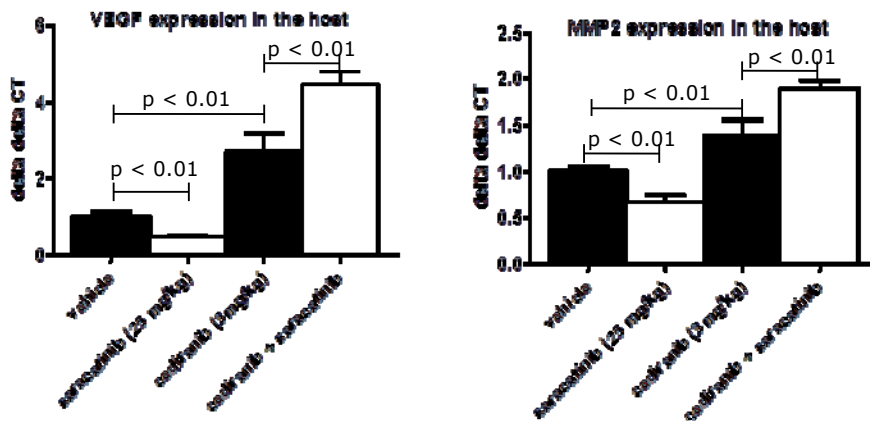 VEGF expression in the host
delta delta CT
6
4
2
0
p < 0.01
p < 0.01
p < 0.01
vehicle
saracatinib (25 mg/kg)
cediranib (3mg/kg)
cediranib + saracatinib
MMP2 expression in the host
delta delta CT
2.5
2.0
1.5
1.0
0.5
0.0
p < 0.01
p < 0.01
p < 0.01
vehicle
saracatinib (25 mg/kg)
cediranib (3 mg/kg)
cediranib + saracatinib